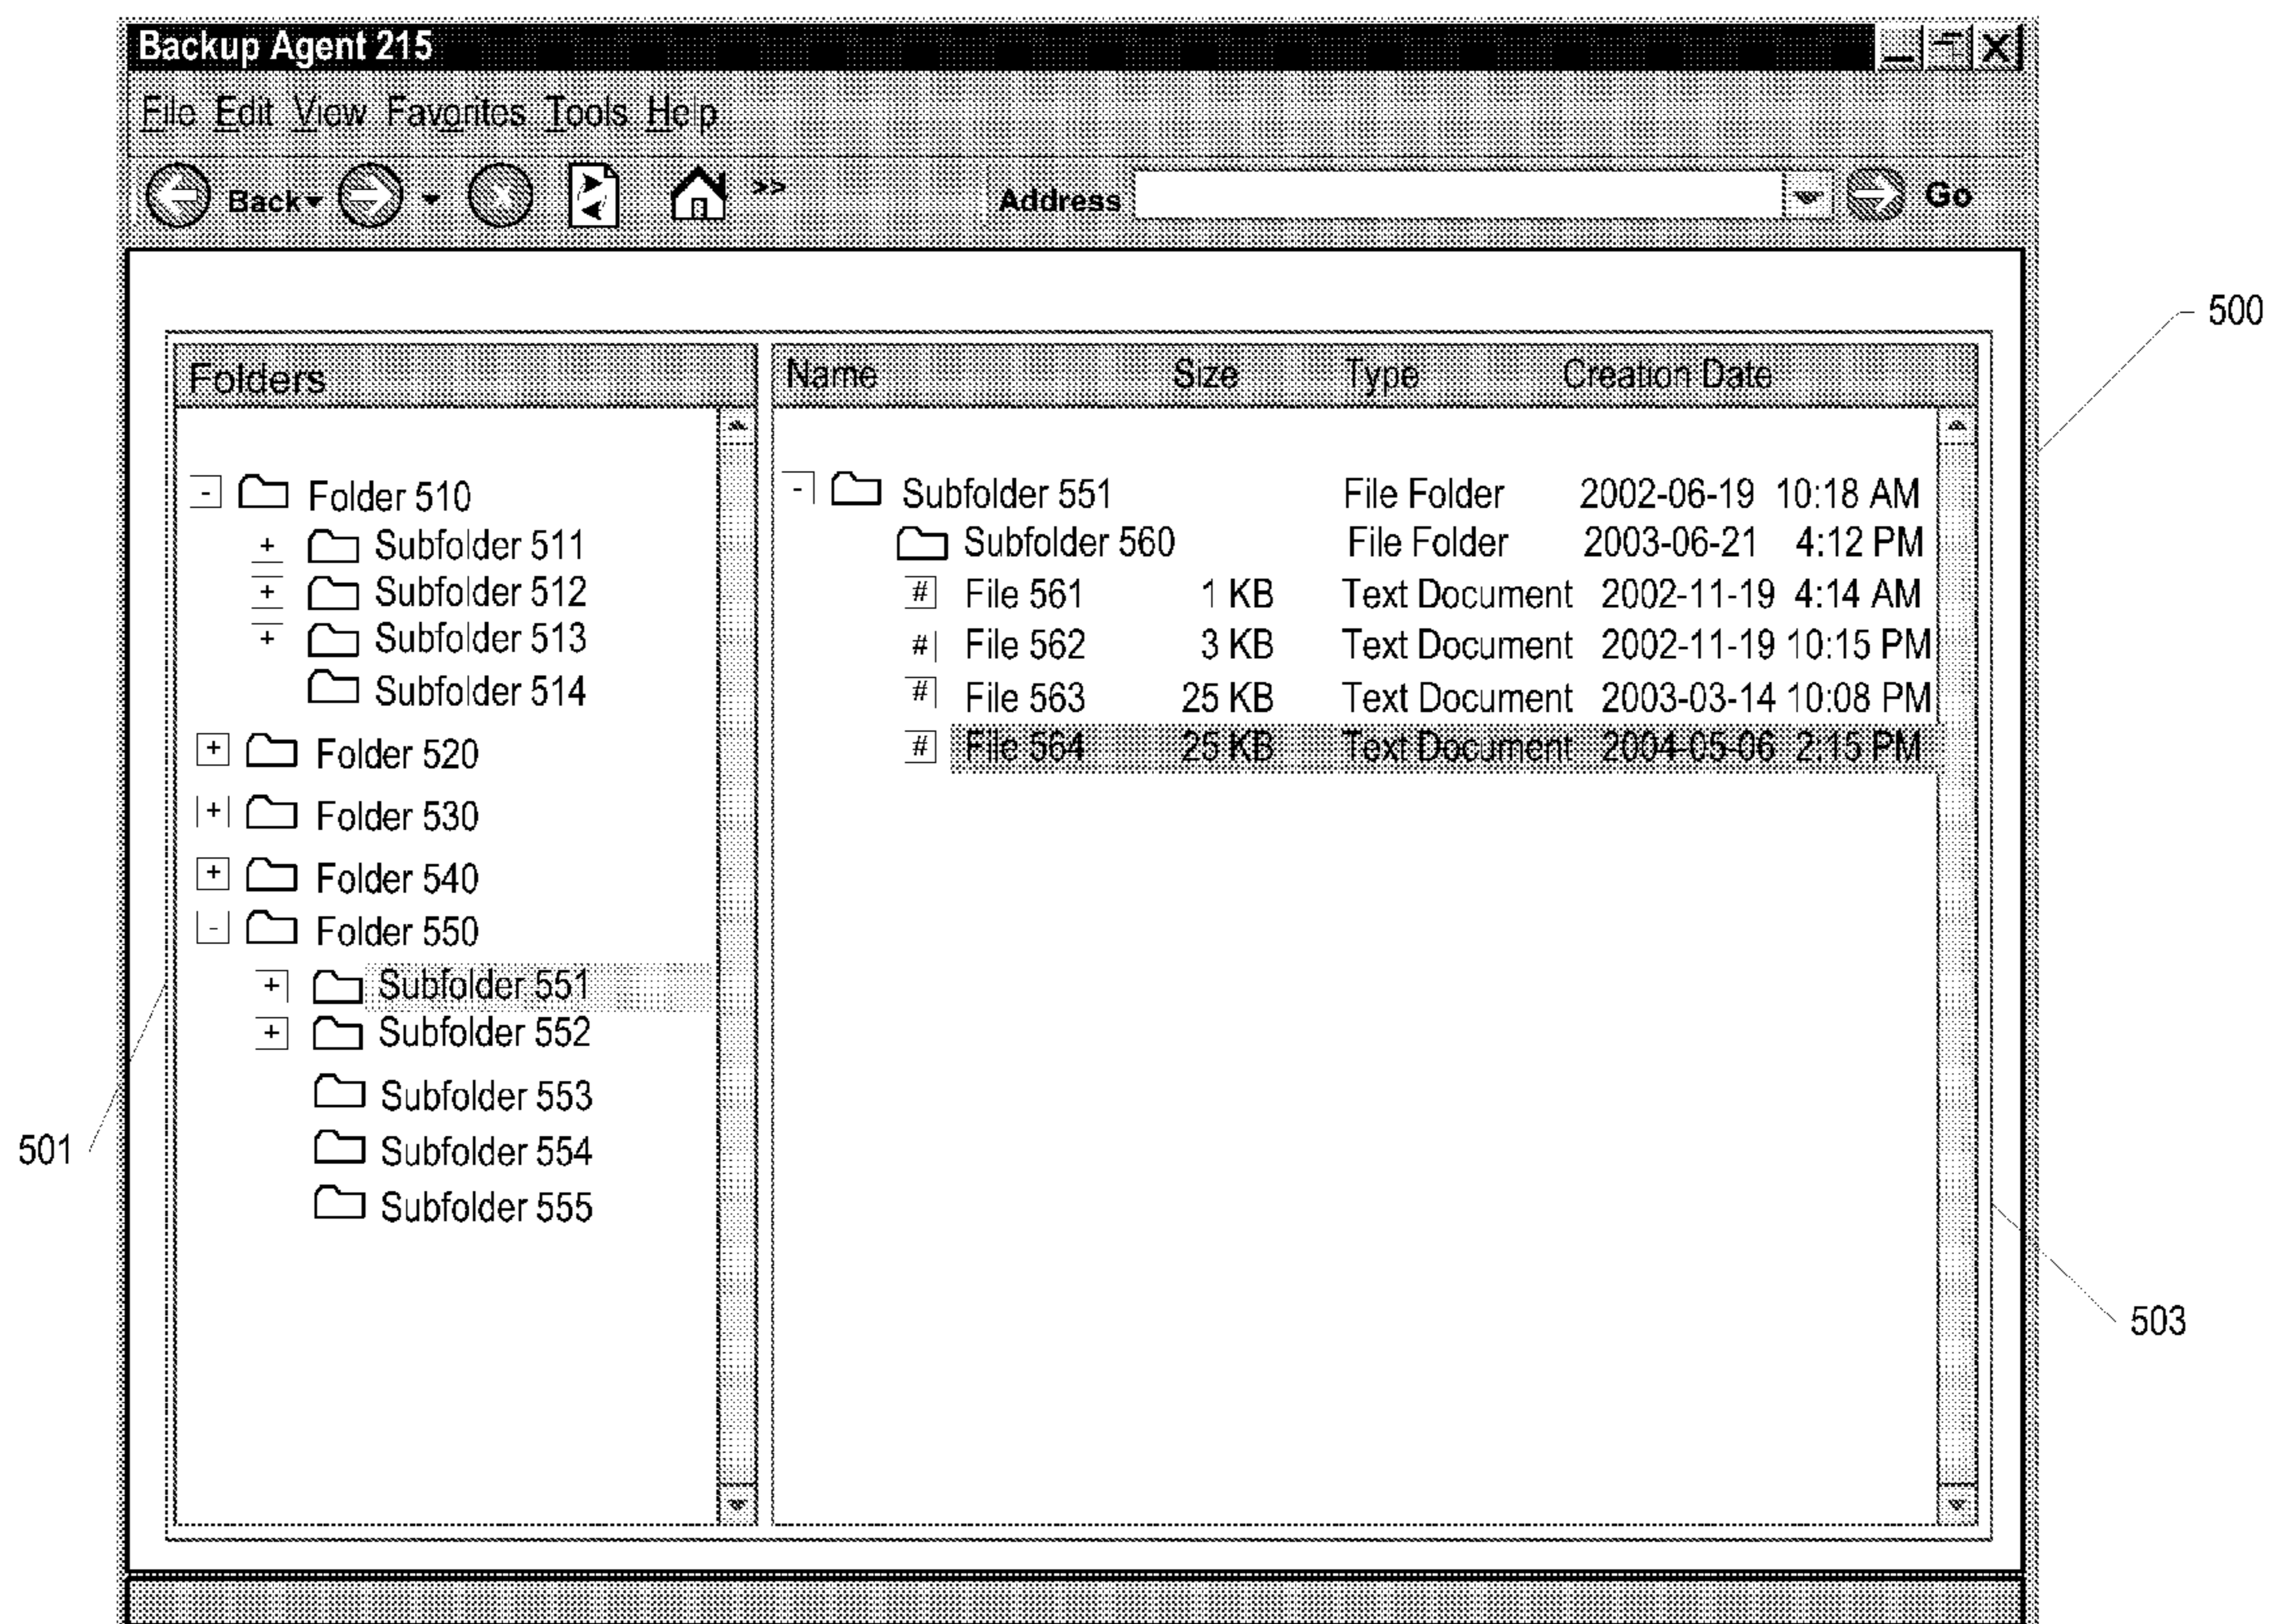 Backup Agent 215
File Edit View Favorites Tools Help
Back >> Address Go
500
Folders
Name Size Type Creation Date
- Folder 510
+ Subfolder 511
+ Subfolder 512
+ Subfolder 513
Subfolder 514
+ Folder 520
+ Folder 530
+ Folder 540
- Folder 550
+ Subfolder 551
+ Subfolder 552
Subfolder 553
Subfolder 554
Subfolder 555
- Subfolder 551 File Folder 2002-06-19 10:18 AM
Subfolder 560 File Folder 2003-06-21 4:12 PM
# File 561 1 KB Text Document 2002-11-19 4:14 AM
# File 562 3 KB Text Document 2002-11-19 10:15 PM
# File 563 25 KB Text Document 2003-03-14 10:08 PM
# File 564 25 KB Text Document 2004-05-06 2:15 PM
501
503